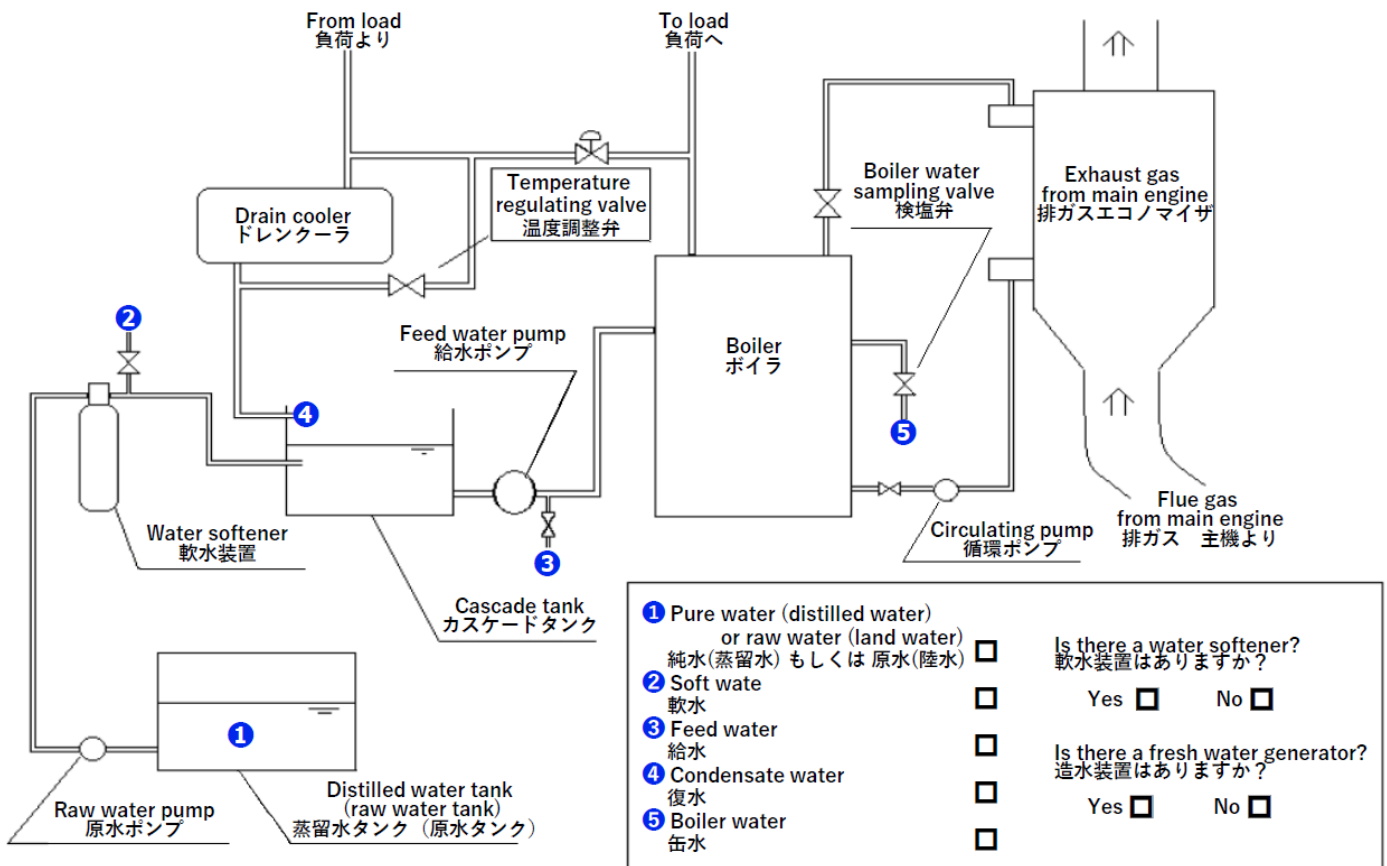 From load
負荷より
To load
負荷へ
Drain cooler
ドレンクーラ
Temperature
regulating valve
温度調整弁
Boiler water
sampling valve
検塩弁
Exhaust gas
from main engine
排ガスエコノマイザ
❷
Feed water pump
給水ポンプ
Boiler
ボイラ
❹
❺
Water softener
軟水装置
❸
Circulating pump
循環ポンプ
Flue gas
from main engine
排ガス 主機より
Cascade tank
カスケードタンク
❶
Raw water pump
原水ポンプ
Distilled water tank
(raw water tank)
蒸留水タンク（原水タンク）
❶ Pure water (distilled water)
or raw water (land water)
純水(蒸留水) もしくは 原水(陸水) □
❷ Soft wate
軟水 □
❸ Feed water
給水 □
❹ Condensate water
復水 □
❺ Boiler water
缶水 □
Is there a water softener?
軟水装置はありますか？
Yes □ No □
Is there a fresh water generator?
造水装置はありますか？
Yes □ No □